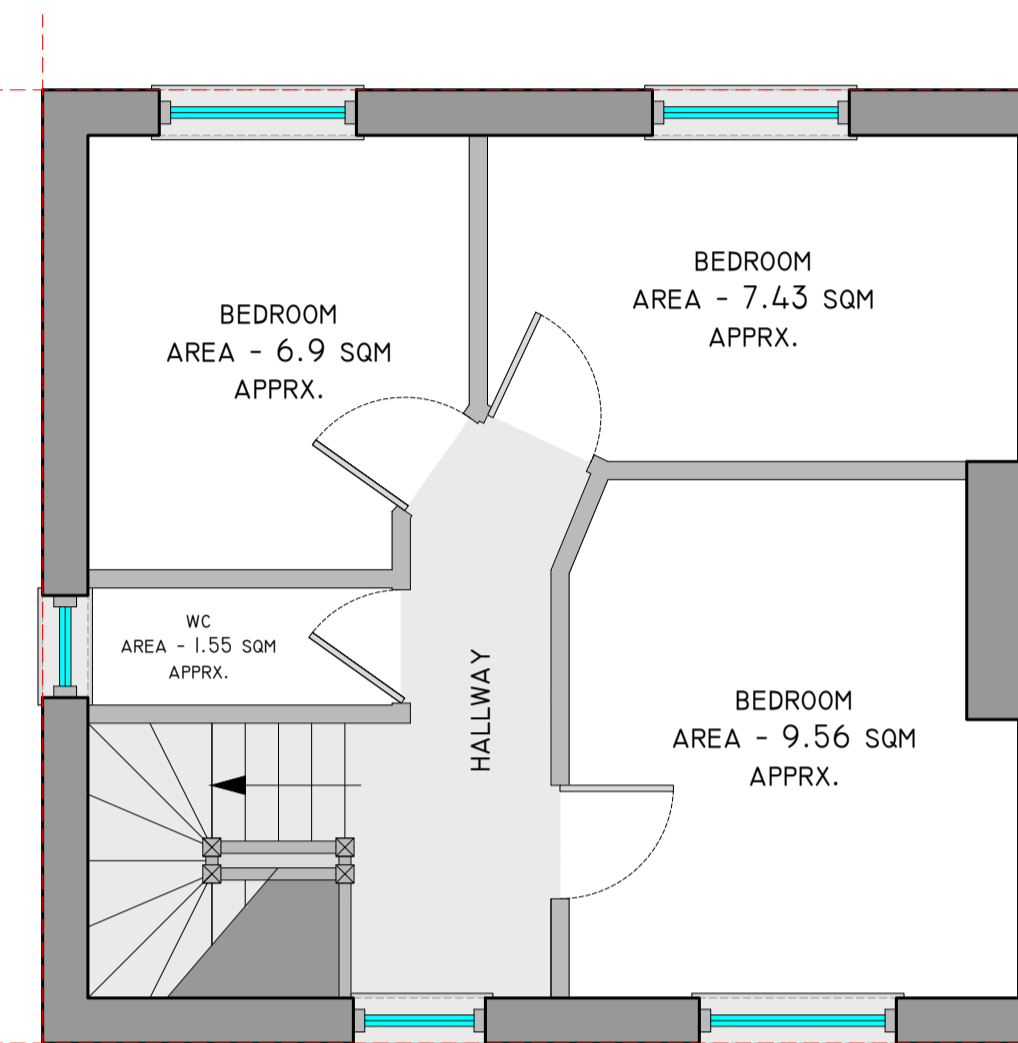 BEDROOM
AREA - 7.43 SQM
APPRX.
BEDROOM
AREA - 6.9 SQM
APPRX.
WC
AREA - 1.55 SQM
APPRX.
HALLWAY
BEDROOM
AREA - 9.56 SQM
APPRX.